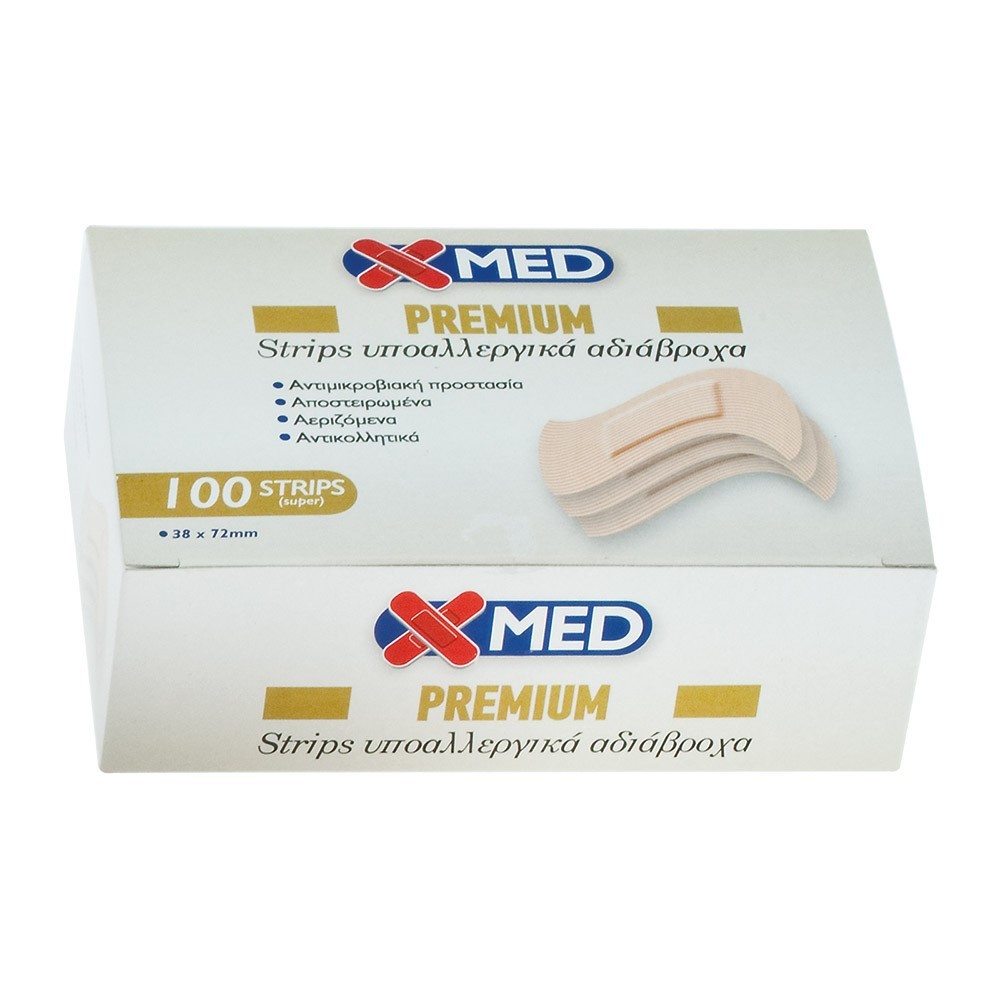 MED
PREMIUM
Strips υποαλλεργικά αδιάβροχα
• Αντιμικροβιακή προστασία
• Αποστειρωμένα
• Αεριζόμενα
• Αντικολλητικά
100 STRIPS
(super)
• 38 x 72mm
MED
PREMIUM
Strips υποαλλεργικά αδιάβροχα